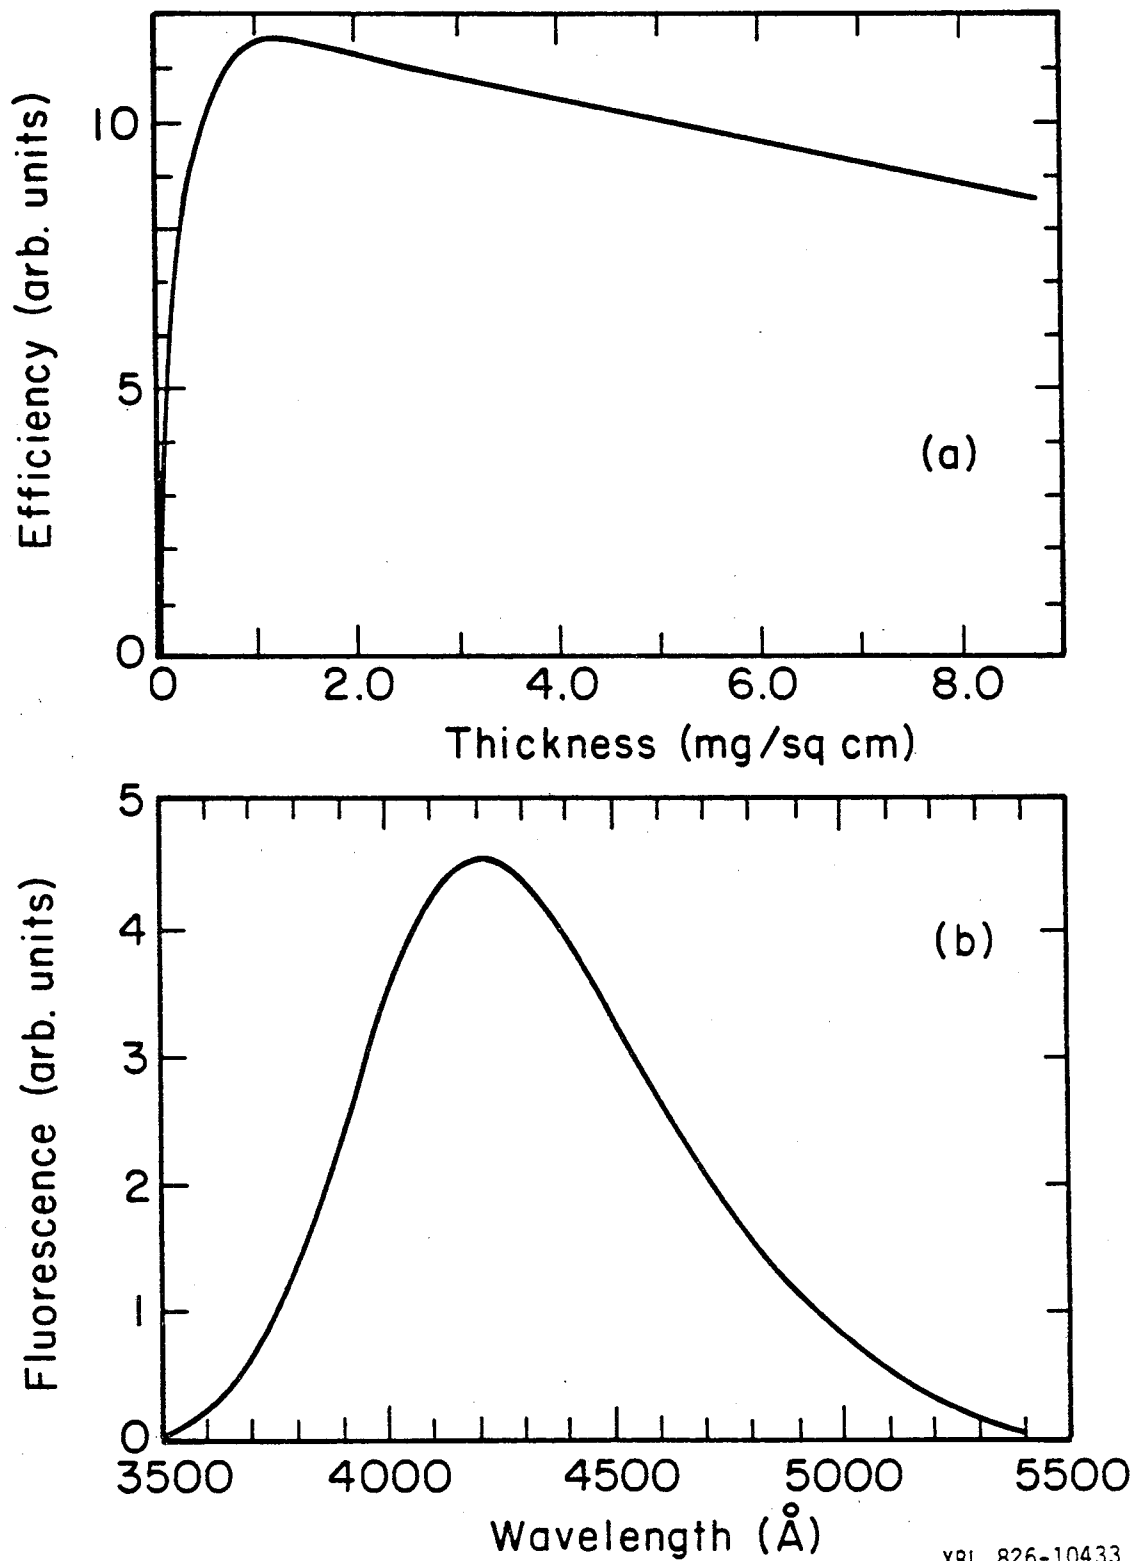 Efficiency (arb. units)
10
5
0
(a)
0 2.0 4.0 6.0 8.0
Thickness (mg/sq cm)
Fluorescence (arb. units)
5
4
3
2
1
0
(b)
3500 4000 4500 5000 5500
Wavelength (Å)
XBL 826-10433